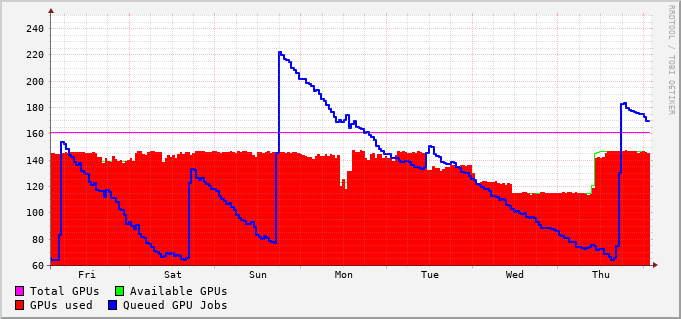 RRDTOOL / TOBI OETIKER
240
220
200
180
160
140
120
100
80
60
Fri Sat Sun Mon Tue Wed Thu
Total GPUs Available GPUs
GPUs used Queued GPU Jobs